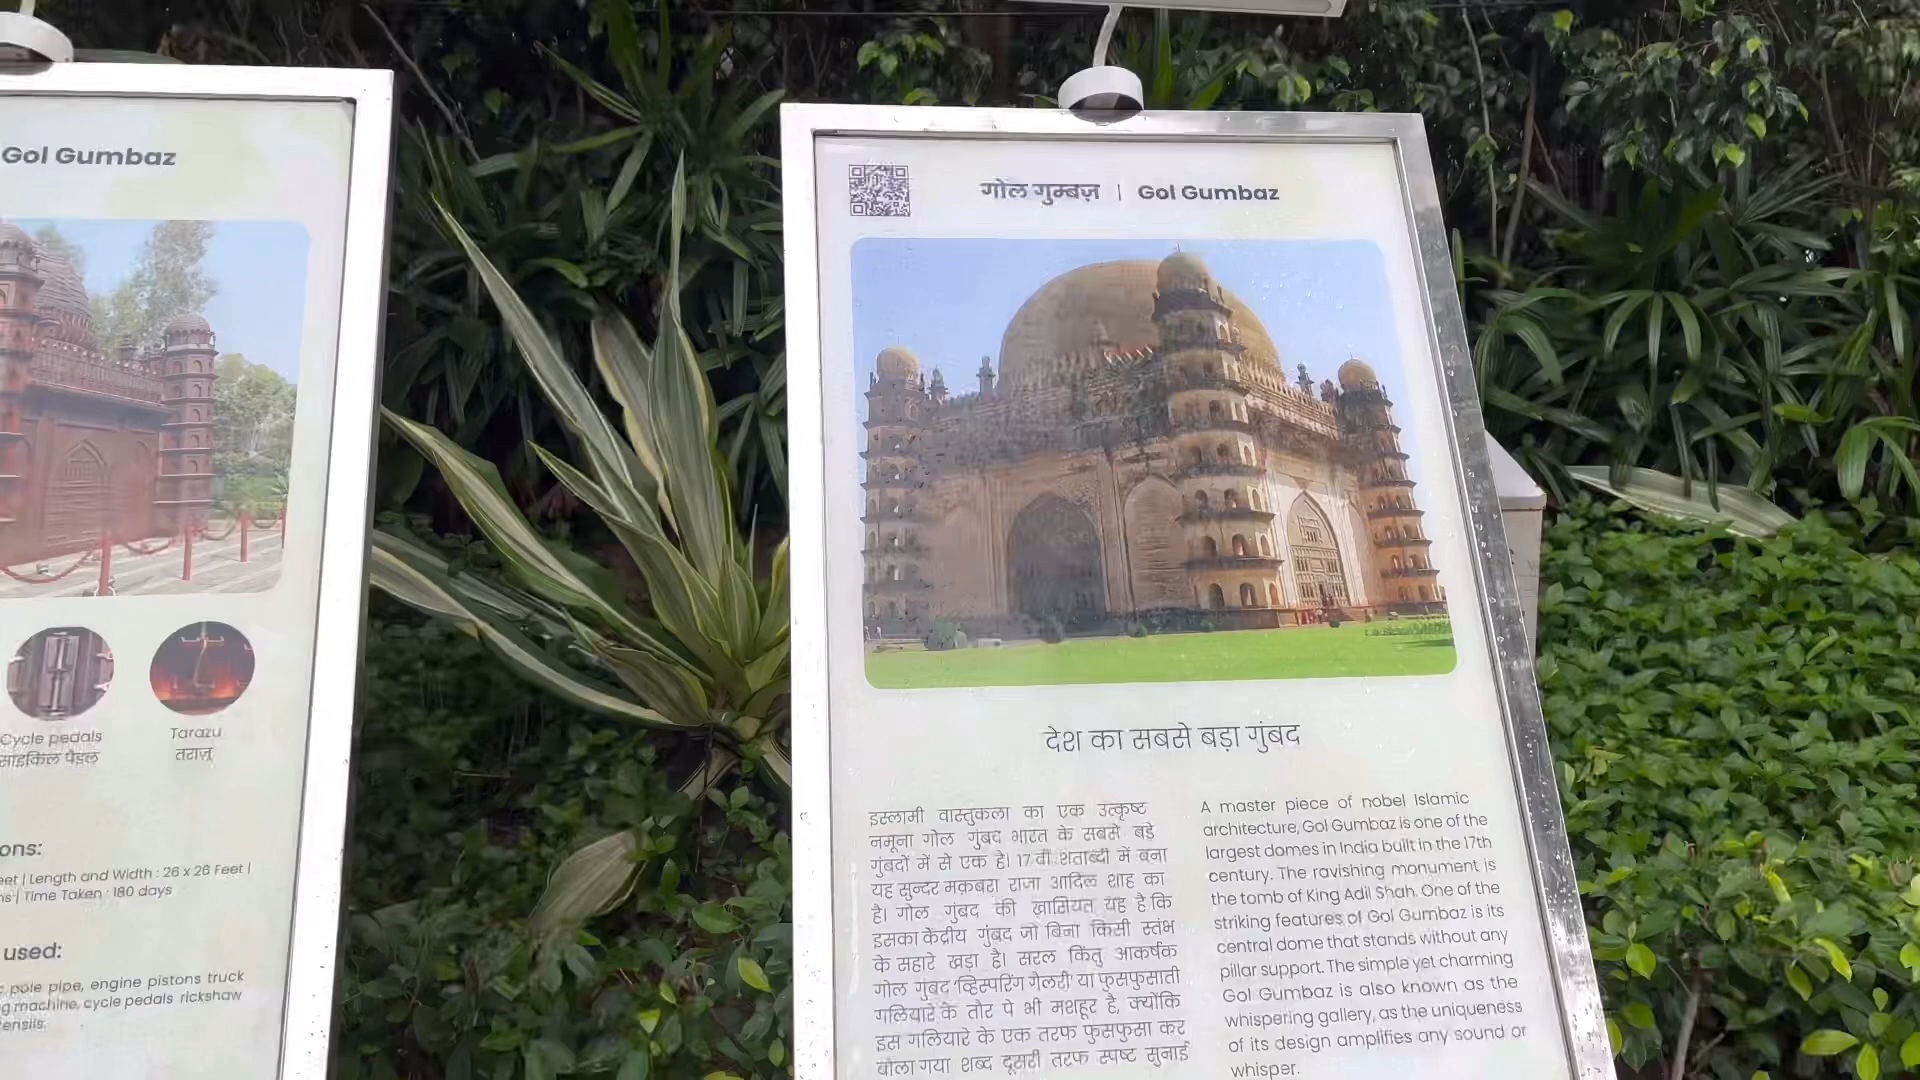 Gol Gumbaz
Cycle pedals
साइकिल पैडल
Tarazu
तराज़ू
ons:
eet | Length and Width : 26 x 26 Feet |
ns | Time Taken : 180 days
used:
pole pipe, engine pistons truck
g machine, cycle pedals rickshaw
ensils.
गोल गुम्बज़ | Gol Gumbaz
देश का सबसे बड़ा गुंबद
इस्लामी वास्तुकला का एक उत्कृष्ट
नमूना गोल गुंबद भारत के सबसे बड़े
गुंबदों में से एक है। 17 वी शताब्दी में बना
यह सुन्दर मक़बरा राजा आदिल शाह का
है। गोल गुंबद की ख़ासियत यह है कि
इसका केंद्रीय गुंबद जो बिना किसी स्तंभ
के सहारे खड़ा है। सरल किंतु आकर्षक
गोल गुंबद 'व्हिस्परिंग गैलरी' या फुसफुसाती
गलियारे के तौर पे भी मशहूर है, क्योंकि
इस गलियारे के एक तरफ फुसफुसा कर
बोला गया शब्द दूसरी तरफ स्पष्ट सुनाई
A master piece of nobel Islamic
architecture, Gol Gumbaz is one of the
largest domes in India built in the 17th
century. The ravishing monument is
the tomb of King Adil Shah. One of the
striking features of Gol Gumbaz is its
central dome that stands without any
pillar support. The simple yet charming
Gol Gumbaz is also known as the
whispering gallery, as the uniqueness
of its design amplifies any sound or
whisper.